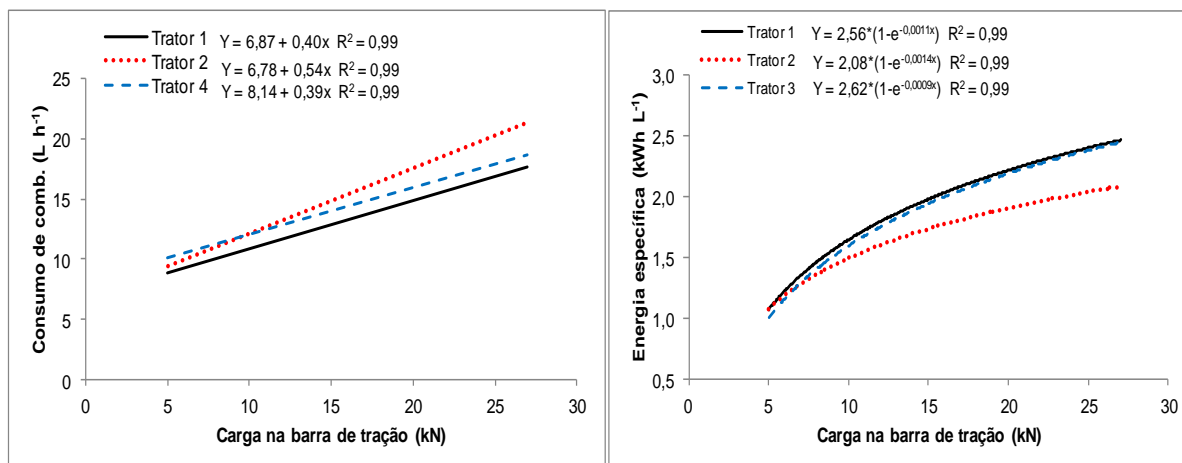 Trator 1 Y = 6,87 + 0,40x R² = 0,99
Trator 2 Y = 6,78 + 0,54x R² = 0,99
Trator 4 Y = 8,14 + 0,39x R² = 0,99
Consumo de comb. (L h⁻¹)
25
20
15
10
5
0
0 5 10 15 20 25 30
Carga na barra de tração (kN)
Trator 1 Y = 2,56*(1-e⁻⁰,⁰⁰¹¹ˣ) R² = 0,99
Trator 2 Y = 2,08*(1-e⁻⁰,⁰⁰¹⁴ˣ) R² = 0,99
Trator 3 Y = 2,62*(1-e⁻⁰,⁰⁰⁰⁹ˣ) R² = 0,99
Energia específica (kWh L⁻¹)
3,0
2,5
2,0
1,5
1,0
0,5
0 5 10 15 20 25 30
Carga na barra de tração (kN)